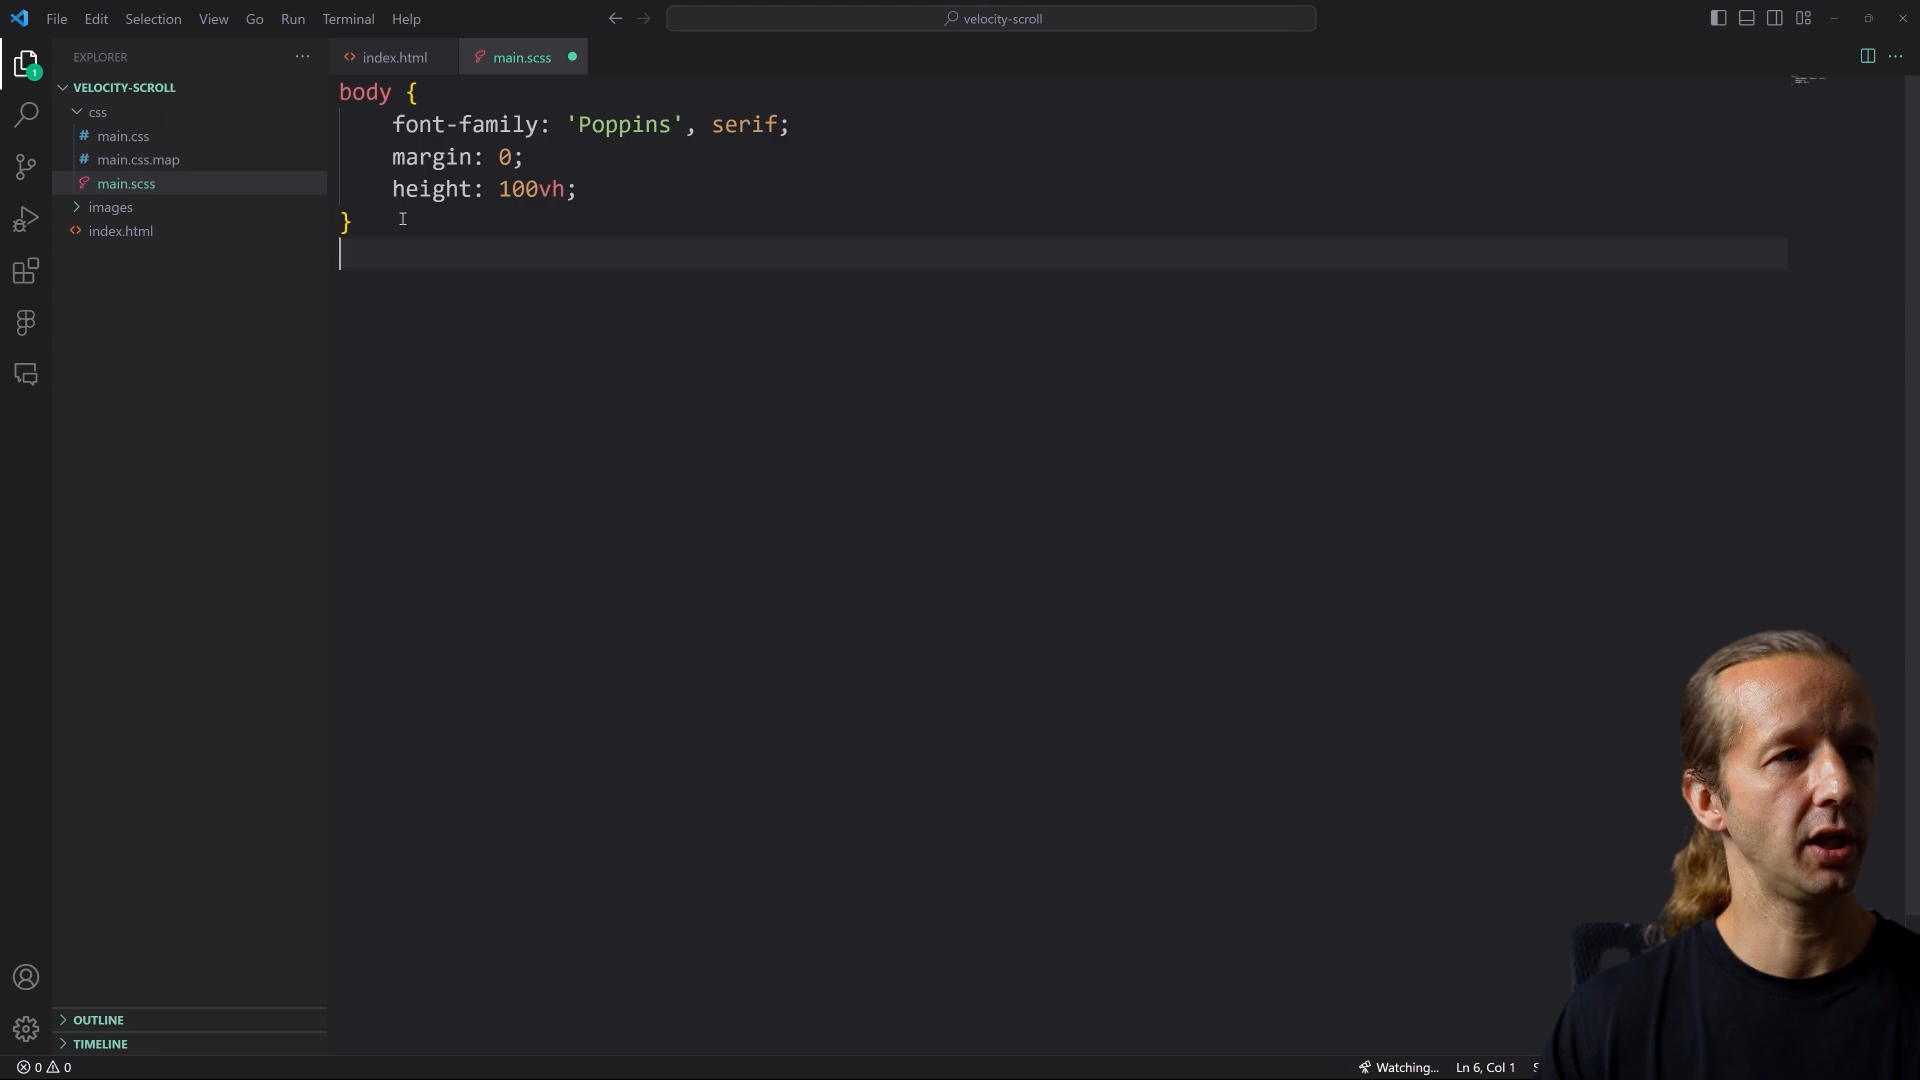 File Edit Selection View Go Run Terminal Help
velocity-scroll
EXPLORER
index.html
main.scss
1
VELOCITY-SCROLL
css
# main.css
# main.css.map
main.scss
images
<> index.html
body {
font-family: 'Poppins', serif;
margin: 0;
height: 100vh;
}
OUTLINE
TIMELINE
0 0
Watching... Ln 6, Col 1